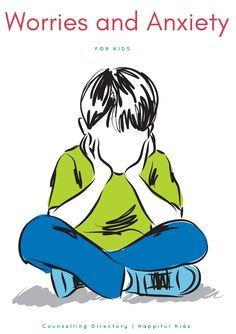 Worries and Anxiety
FOR KIDS
Counselling Directory | Happiful Kids